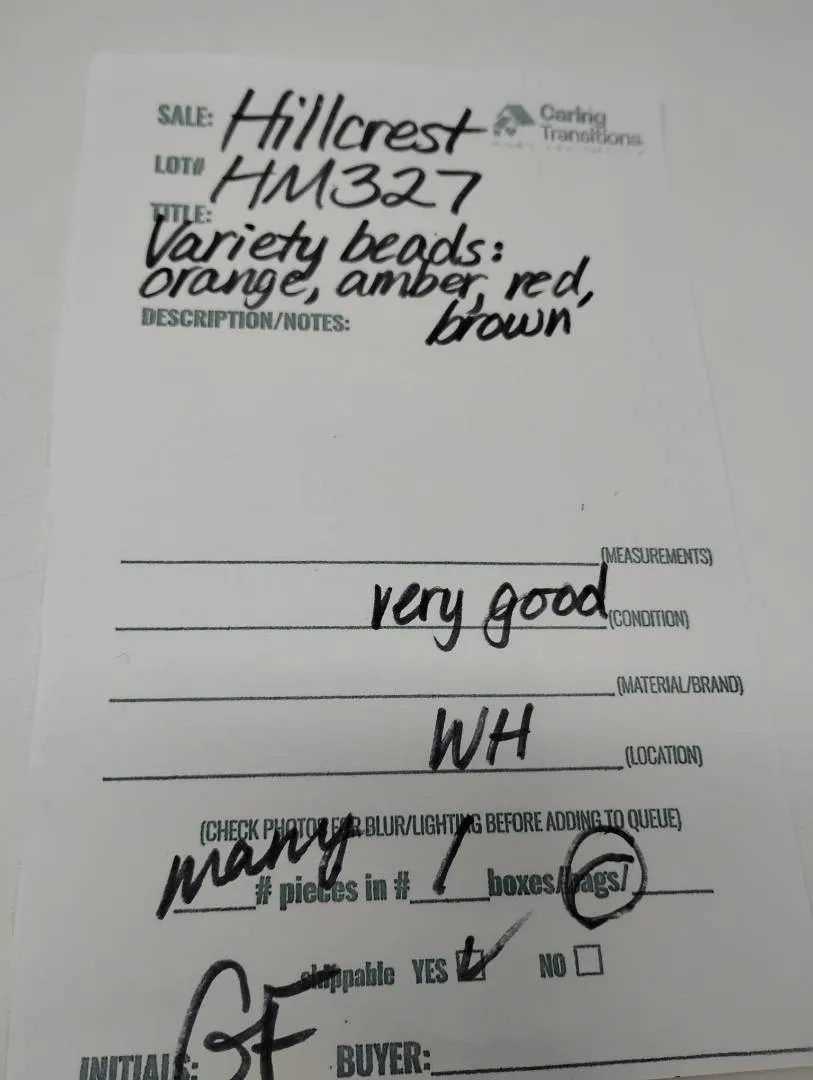 SALE: Hillcrest Caring Transitions
LOT# HM327
TITLE:
Variety beads:
orange, amber, red,
brown
DESCRIPTION/NOTES:
(MEASUREMENTS)
very good (CONDITION)
(MATERIAL/BRAND)
WH (LOCATION)
(CHECK PHOTOS FOR BLUR/LIGHTING BEFORE ADDING TO QUEUE)
many # pieces in # 1 boxes/bags/
shippable YES NO
INITIALS: GF BUYER: